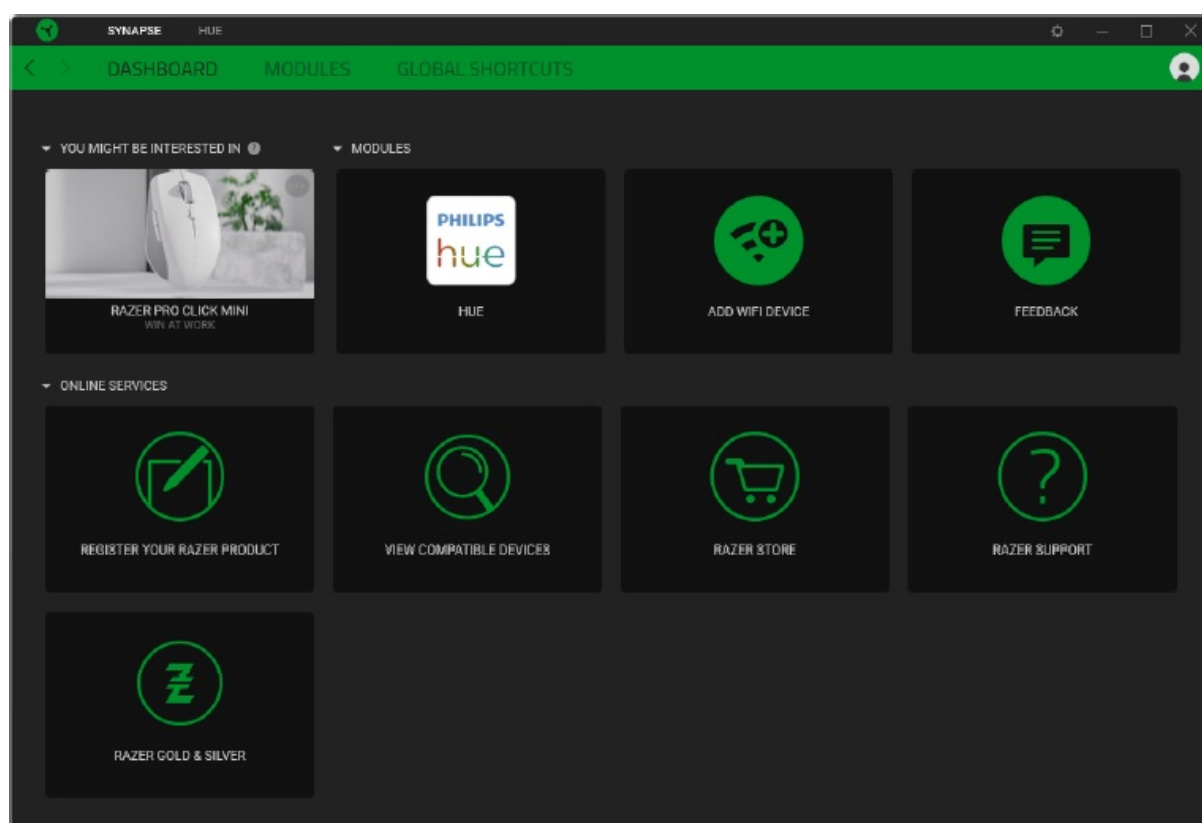 SYNAPSE HUE
DASHBOARD MODULES GLOBAL SHORTCUTS
YOU MIGHT BE INTERESTED IN
MODULES
RAZER PRO CLICK MINI
WIN AT WORK
PHILIPS
hue
HUE
ADD WIFI DEVICE
FEEDBACK
ONLINE SERVICES
REGISTER YOUR RAZER PRODUCT
VIEW COMPATIBLE DEVICES
RAZER STORE
RAZER SUPPORT
RAZER GOLD & SILVER